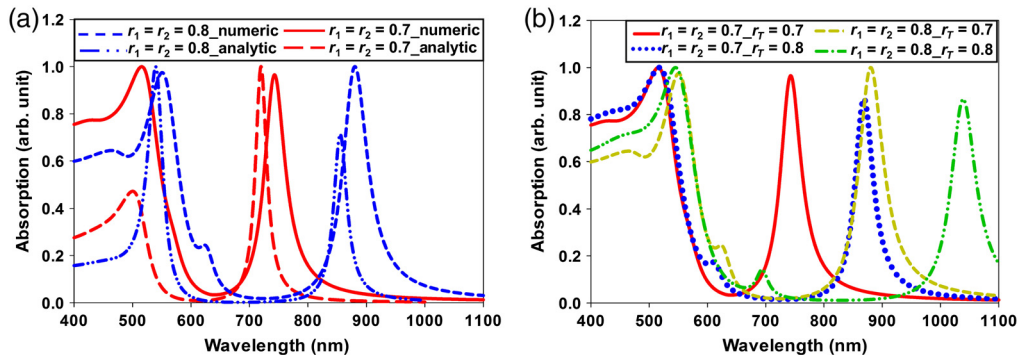 (a)
1.2
1.0
0.8
0.6
0.4
0.2
0.0
Absorption (arb. unit)
r1 = r2 = 0.8_numeric
r1 = r2 = 0.7_numeric
r1 = r2 = 0.8_analytic
r1 = r2 = 0.7_analytic
400 500 600 700 800 900 1000 1100
Wavelength (nm)
(b)
1.2
1.0
0.8
0.6
0.4
0.2
0.0
Absorption (arb. unit)
r1 = r2 = 0.7_rT = 0.7
r1 = r2 = 0.8_rT = 0.7
r1 = r2 = 0.7_rT = 0.8
r1 = r2 = 0.8_rT = 0.8
400 500 600 700 800 900 1000 1100
Wavelength (nm)